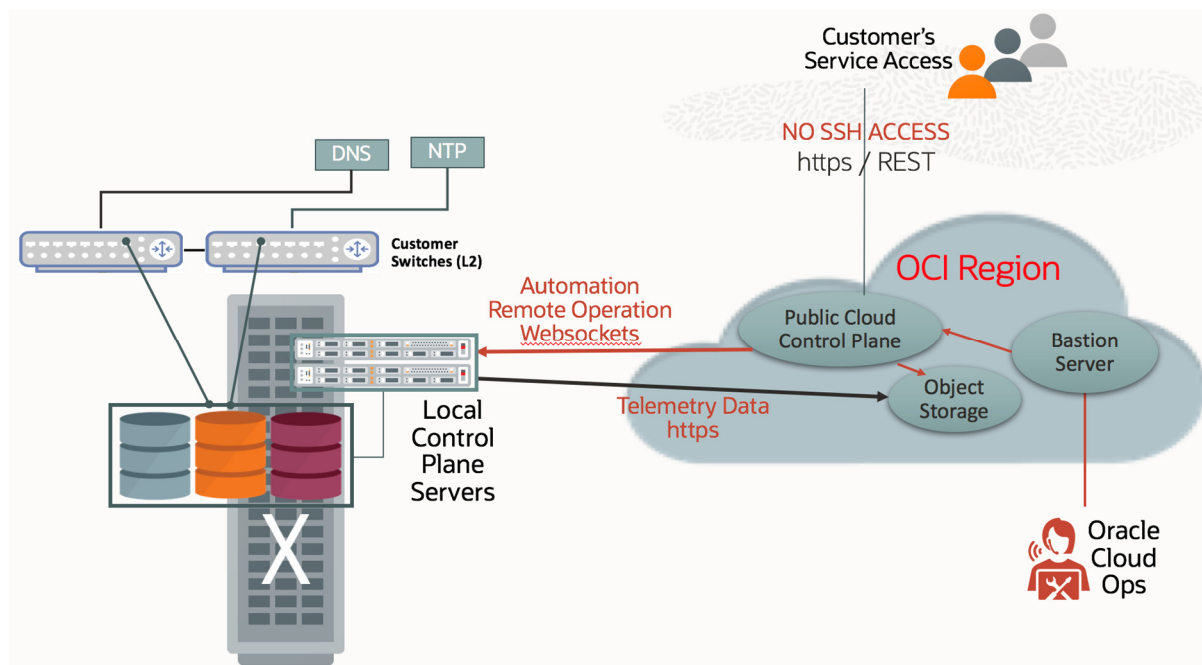 Customer's
Service Access
NO SSH ACCESS
https / REST
DNS
NTP
Customer
Switches (L2)
OCI Region
Automation
Remote Operation
Websockets
Public Cloud
Control Plane
Bastion
Server
Object
Storage
Telemetry Data
https
Local
Control
Plane
Servers
X
Oracle
Cloud
Ops